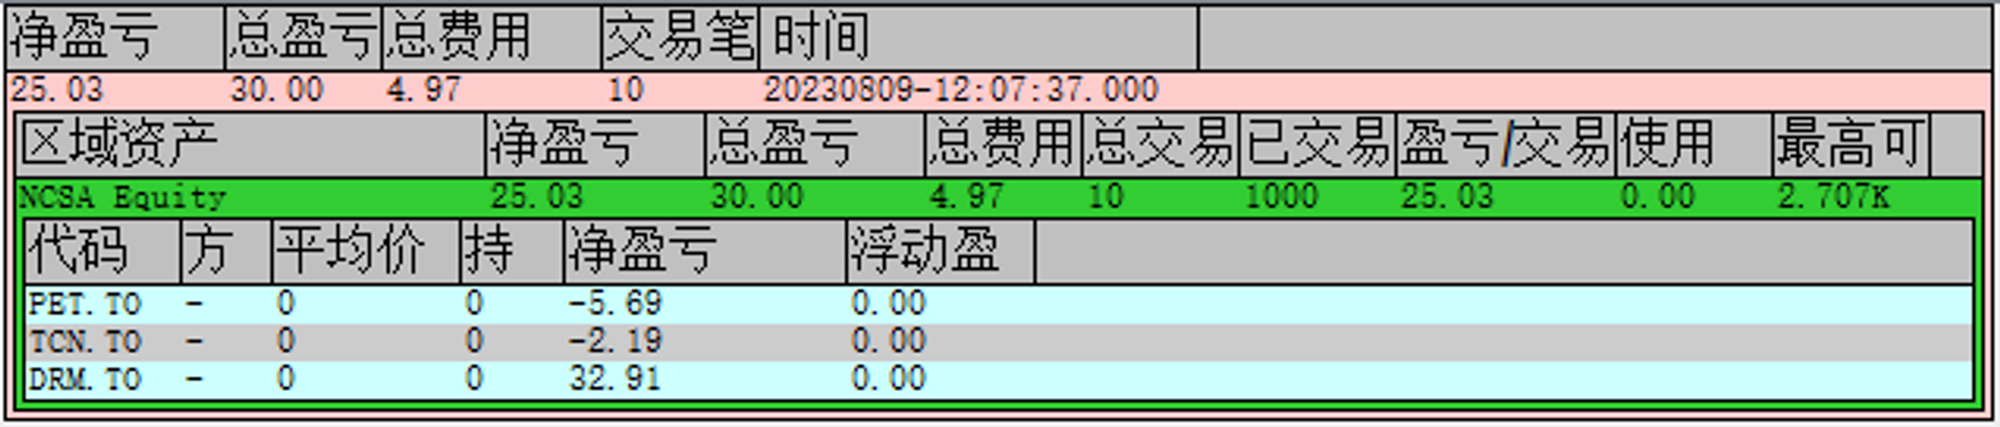 净盈亏 总盈亏 总费用 交易笔 时间
25.03 30.00 4.97 10 20230809-12:07:37.000
区域资产 净盈亏 总盈亏 总费用 总交易 已交易 盈亏/交易 使用 最高可
NCSA Equity 25.03 30.00 4.97 10 1000 25.03 0.00 2.707K
代码 方 平均价 持 净盈亏 浮动盈
PET.TO - 0 0 -5.69 0.00
TCN.TO - 0 0 -2.19 0.00
DRM.TO - 0 0 32.91 0.00